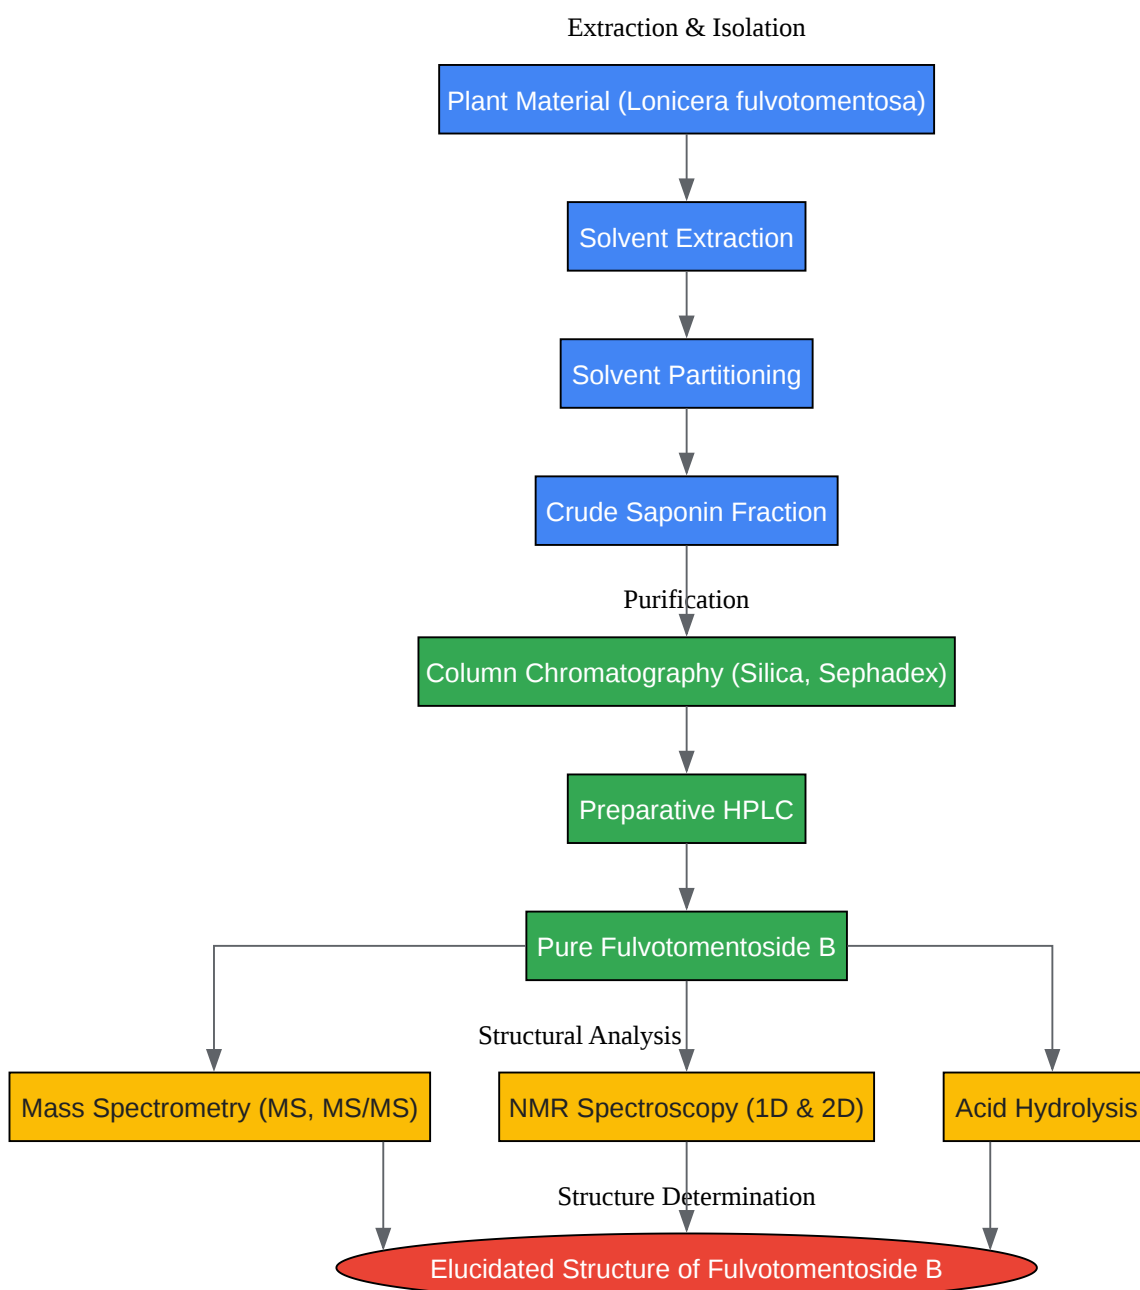 Extraction & Isolation
Plant Material (Lonicera fulvotomentosa)
Solvent Extraction
Solvent Partitioning
Crude Saponin Fraction
Purification
Column Chromatography (Silica, Sephadex)
Preparative HPLC
Pure Fulvotomentoside B
Structural Analysis
Mass Spectrometry (MS, MS/MS)
NMR Spectroscopy (1D & 2D)
Acid Hydrolysis
Structure Determination
Elucidated Structure of Fulvotomentoside B